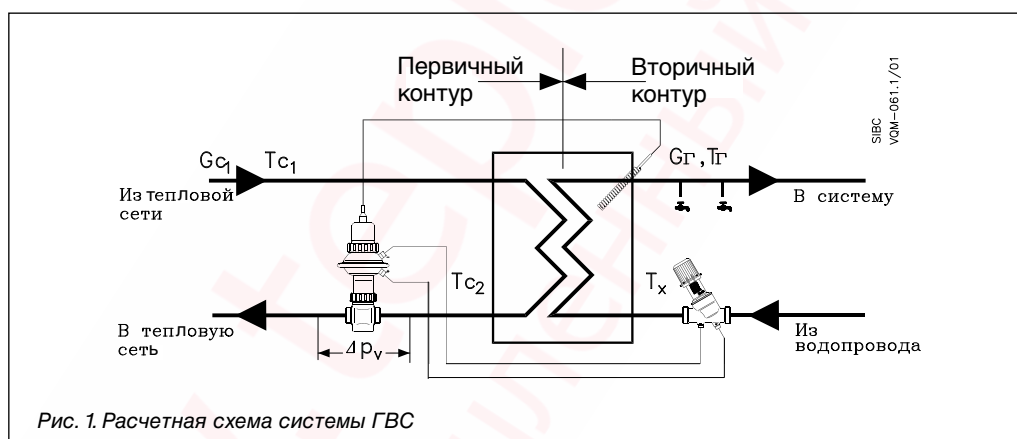 Первичный
контур
Вторичный
контур
SIBC
VQM-061.1/01
Gc₁ Tc₁
Gг,Тг
Из тепловой
сети
В систему
Tc₂
Tₓ
В тепловую
сеть
Δpᵥ
Из
водопровода
Рис. 1. Расчетная схема системы ГВС